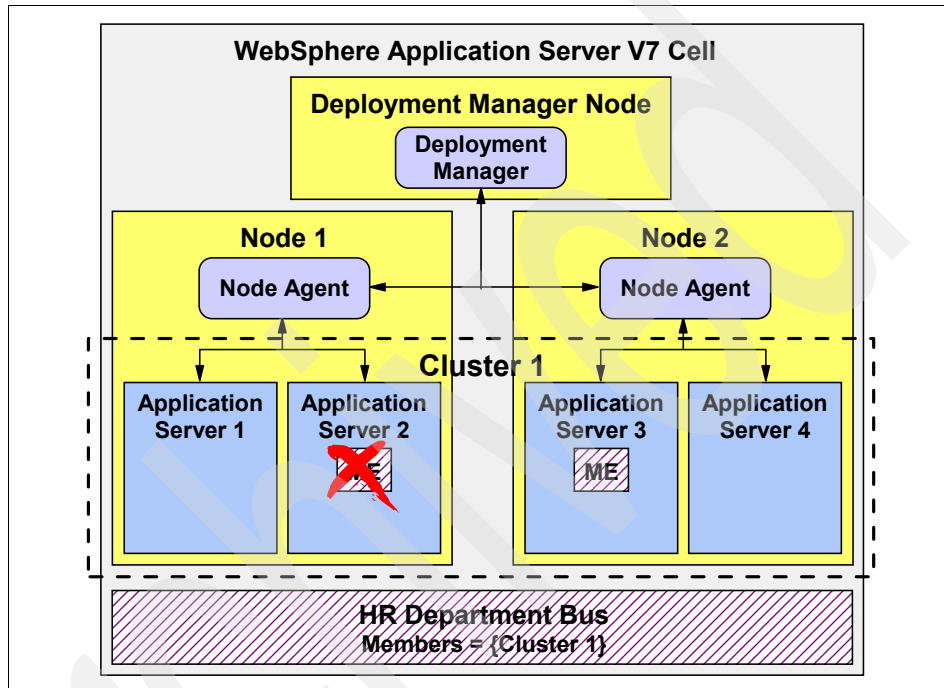 WebSphere Application Server V7 Cell
Deployment Manager Node
Deployment
Manager
Node 1
Node Agent
Node 2
Node Agent
Cluster 1
Application
Server 1
Application
Server 2
Application
Server 3
ME
Application
Server 4
HR Department Bus
Members = {Cluster 1}